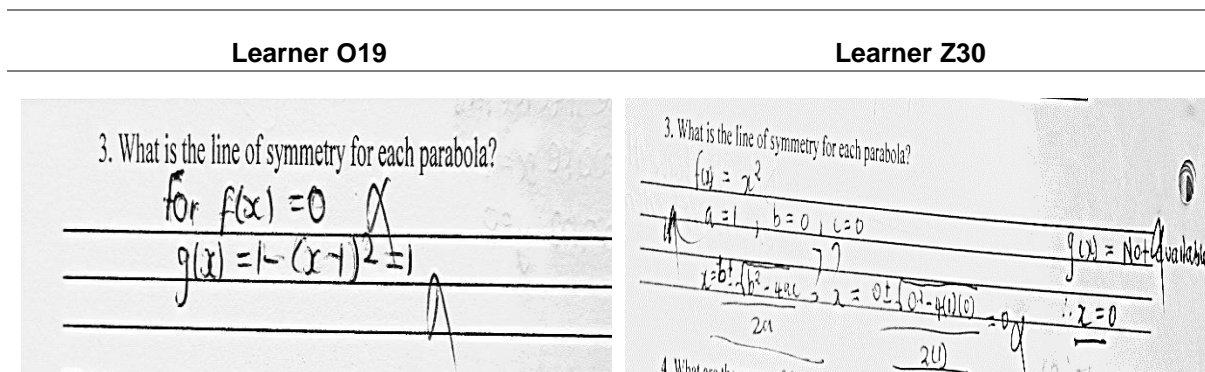 Learner O19
Learner Z30
3. What is the line of symmetry for each parabola?
for f(x) = 0
g(x) = 1 - (x-1)² = 1
3. What is the line of symmetry for each parabola?
f(x) = x²
a = 1 , b = 0 , c = 0
??
g(x) = Not available
x = b ± √b² - 4ac , x = 0 ± √0² - 4(1)(0) = 0
2a
2(1)
∴ x = 0
4. What are the